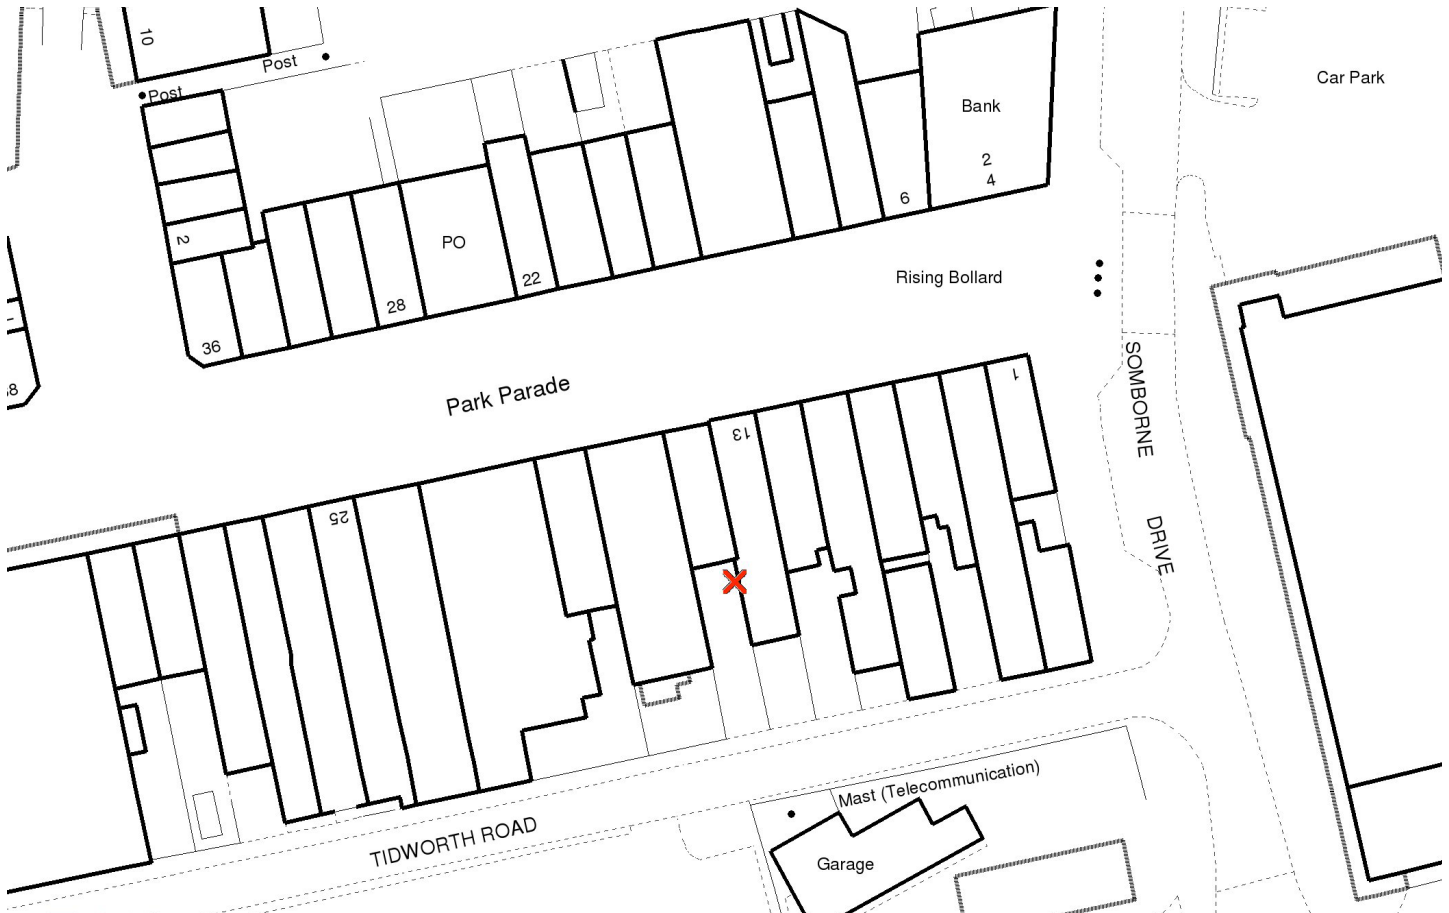 10
Post
Post
Car Park
Bank
2
4
6
2
PO
22
28
36
Rising Bollard
Park Parade
SOMBORNE DRIVE
1
13
25
Mast (Telecommunication)
TIDWORTH ROAD
Garage